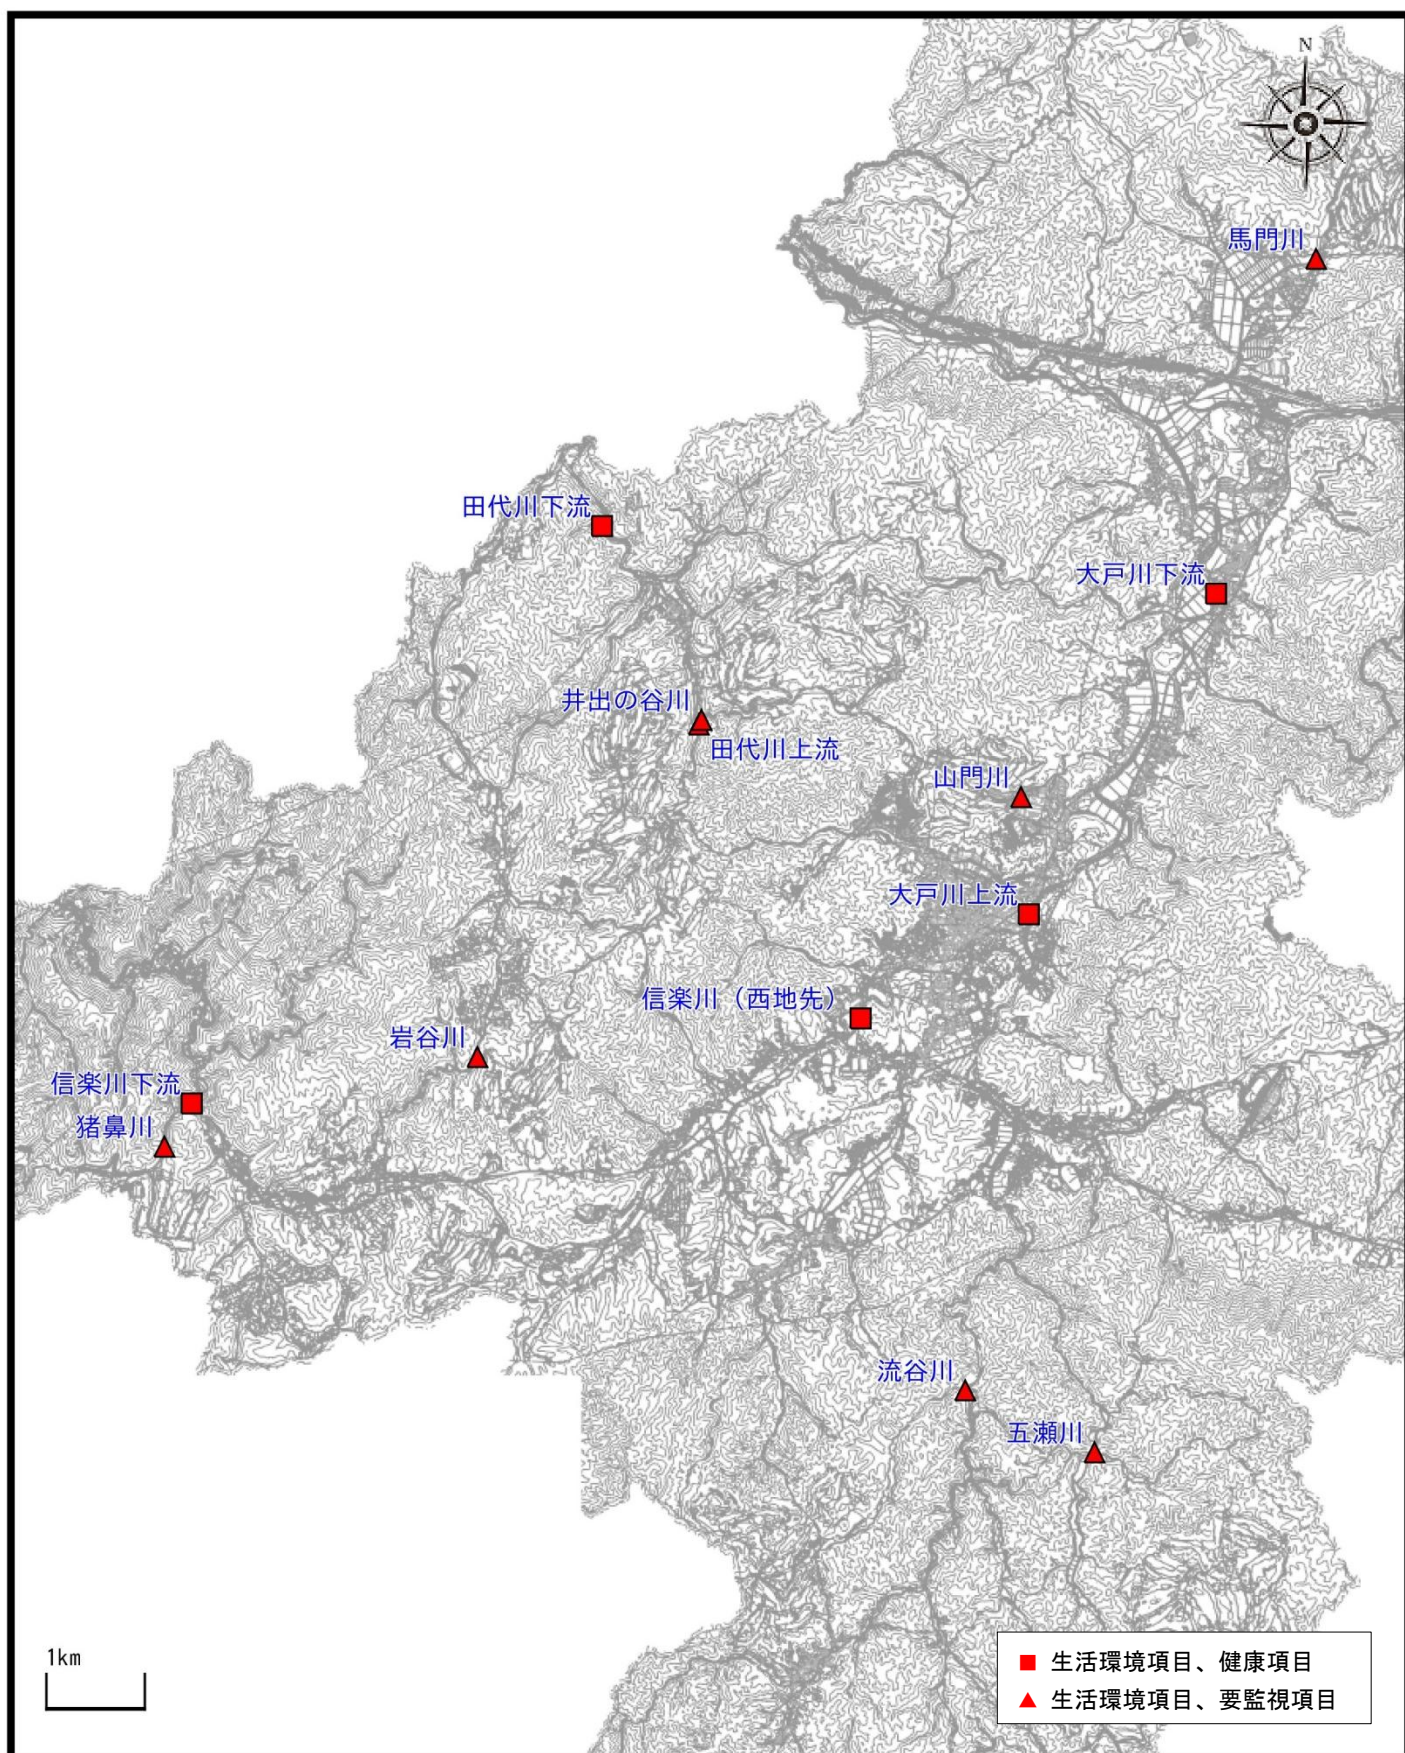 N
馬門川
田代川下流
大戸川下流
井出の谷川
田代川上流
山門川
大戸川上流
信楽川（西地先）
岩谷川
信楽川下流
猪鼻川
流谷川
五瀬川
1km
生活環境項目、健康項目
生活環境項目、要監視項目